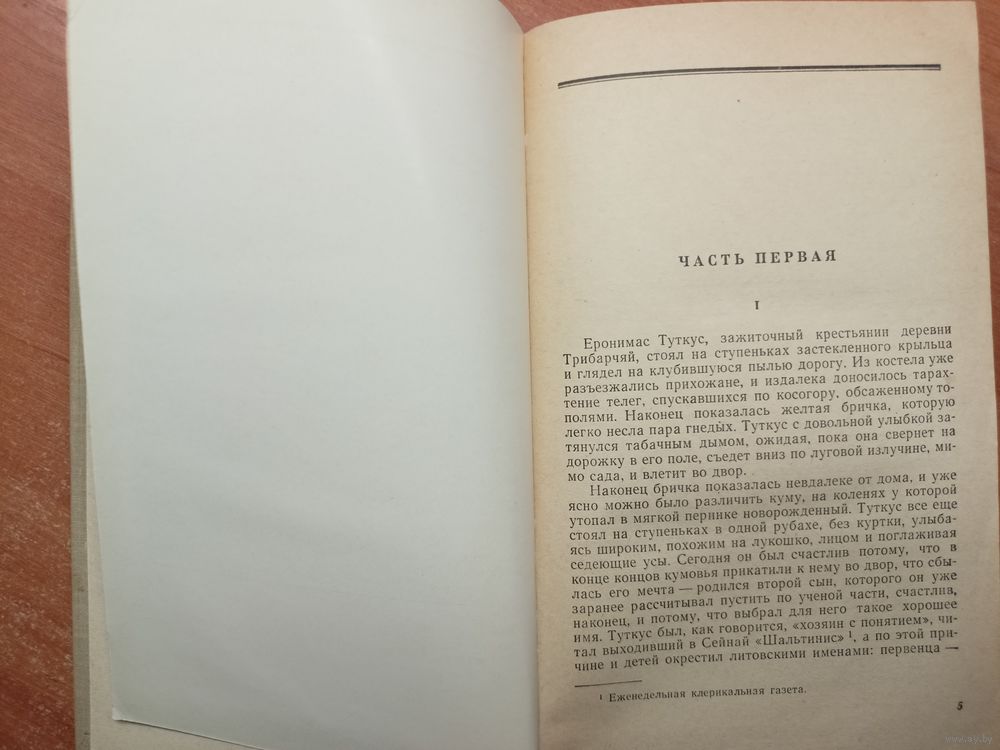 ЧАСТЬ ПЕРВАЯ
I
Еронимас Туткус, зажиточный крестьянин деревни
Трибарчяй, стоял на ступеньках застекленного крыльца
и глядел на клубившуюся пылью дорогу. Из костела уже
разъезжались прихожане, и издалека доносилось тарах-
тение телег, спускавшихся по косогору, обсаженному то-
полями. Наконец показалась желтая бричка, которую
легко несла пара гнедых. Туткус с довольной улыбкой за-
тянулся табачным дымом, ожидая, пока она свернет на
дорожку в его поле, съедет вниз по луговой излучине, ми-
мо сада, и влетит во двор.
Наконец бричка показалась невдалеке от дома, и уже
ясно можно было различить куму, на коленях у которой
утопал в мягкой перинке новорожденный. Туткус все еще
стоял на ступеньках в одной рубахе, без куртки, улыба-
ясь широким, похожим на лукошко, лицом и поглаживая
седеющие усы. Сегодня он был счастлив потому, что в
конце концов кумовья прикатили к нему во двор, что сбы-
лась его мечта — родился второй сын, которого он уже
заранее рассчитывал пустить по ученой части, счастлив,
наконец, и потому, что выбрал для него такое хорошее
имя. Туткус был, как говорится, «хозяин с понятием», чи-
тал выходивший в Сейнай «Шальтинис» 1, а по этой при-
чине и детей окрестил литовскими именами: первенца —
1 Еженедельная клерикальная газета.
5
www.ay.by